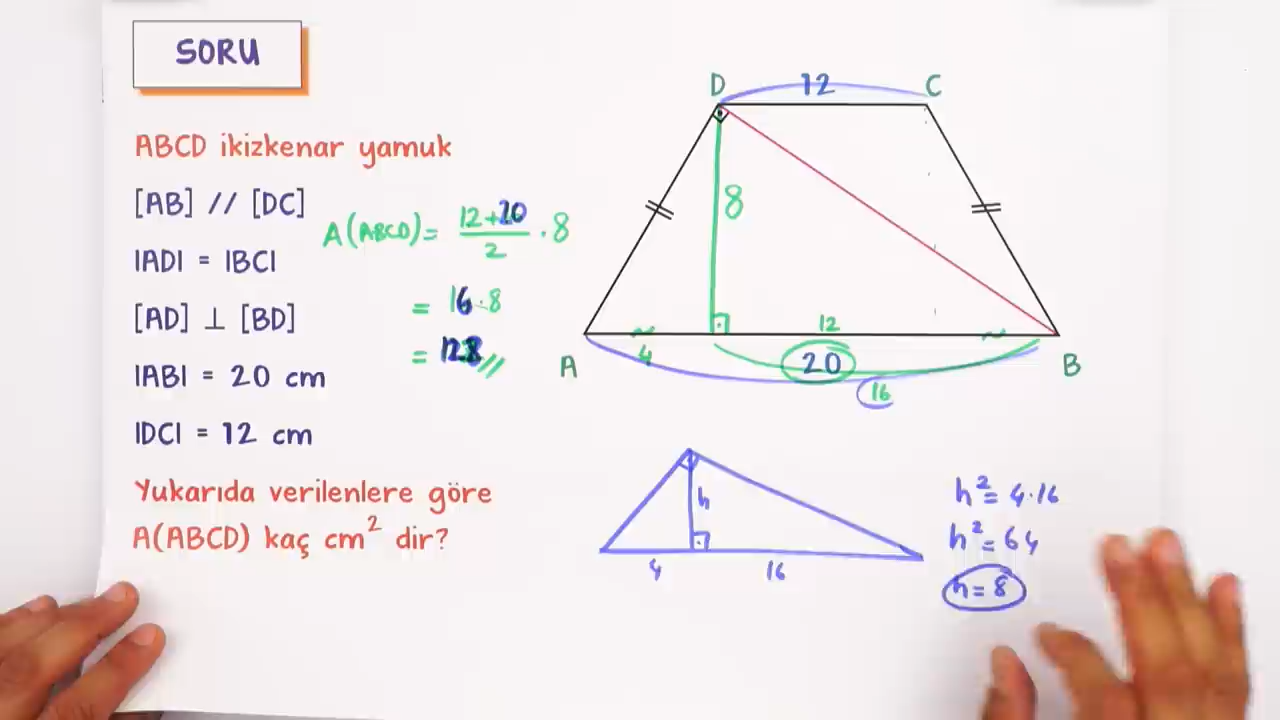 SORU
ABCD ikizkenar yamuk
[AB] // [DC]
|AD| = |BC|
[AD] ⊥ [BD]
|AB| = 20 cm
|DC| = 12 cm
Yukarıda verilenlere göre
A(ABCD) kaç cm² dir?
A(ABCD) = (12+20)/2 · 8
= 16·8
= 128//
D 12 C
8
12
4
A 20 B
16
h
4 16
h² = 4·16
h² = 64
h = 8